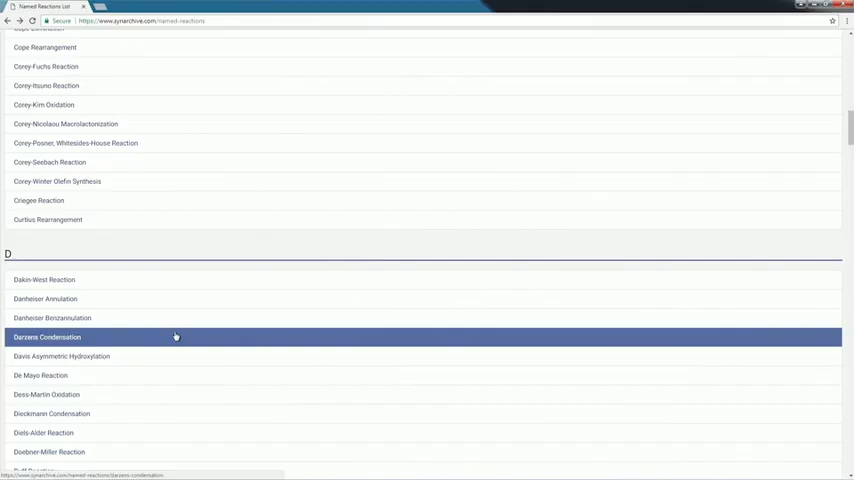 Named Reactions List
Secure
https://www.synarchive.com/named-reactions
Cope Elimination
Cope Rearrangement
Corey-Fuchs Reaction
Corey-Itsuno Reaction
Corey-Kim Oxidation
Corey-Nicolaou Macrolactonization
Corey-Posner, Whitesides-House Reaction
Corey-Seebach Reaction
Corey-Winter Olefin Synthesis
Criegee Reaction
Curtius Rearrangement
D
Dakin-West Reaction
Danheiser Annulation
Danheiser Benzannulation
Darzens Condensation
Davis Asymmetric Hydroxylation
De Mayo Reaction
Dess-Martin Oxidation
Dieckmann Condensation
Diels-Alder Reaction
Doebner-Miller Reaction
https://www.synarchive.com/named-reactions/darzens-condensation